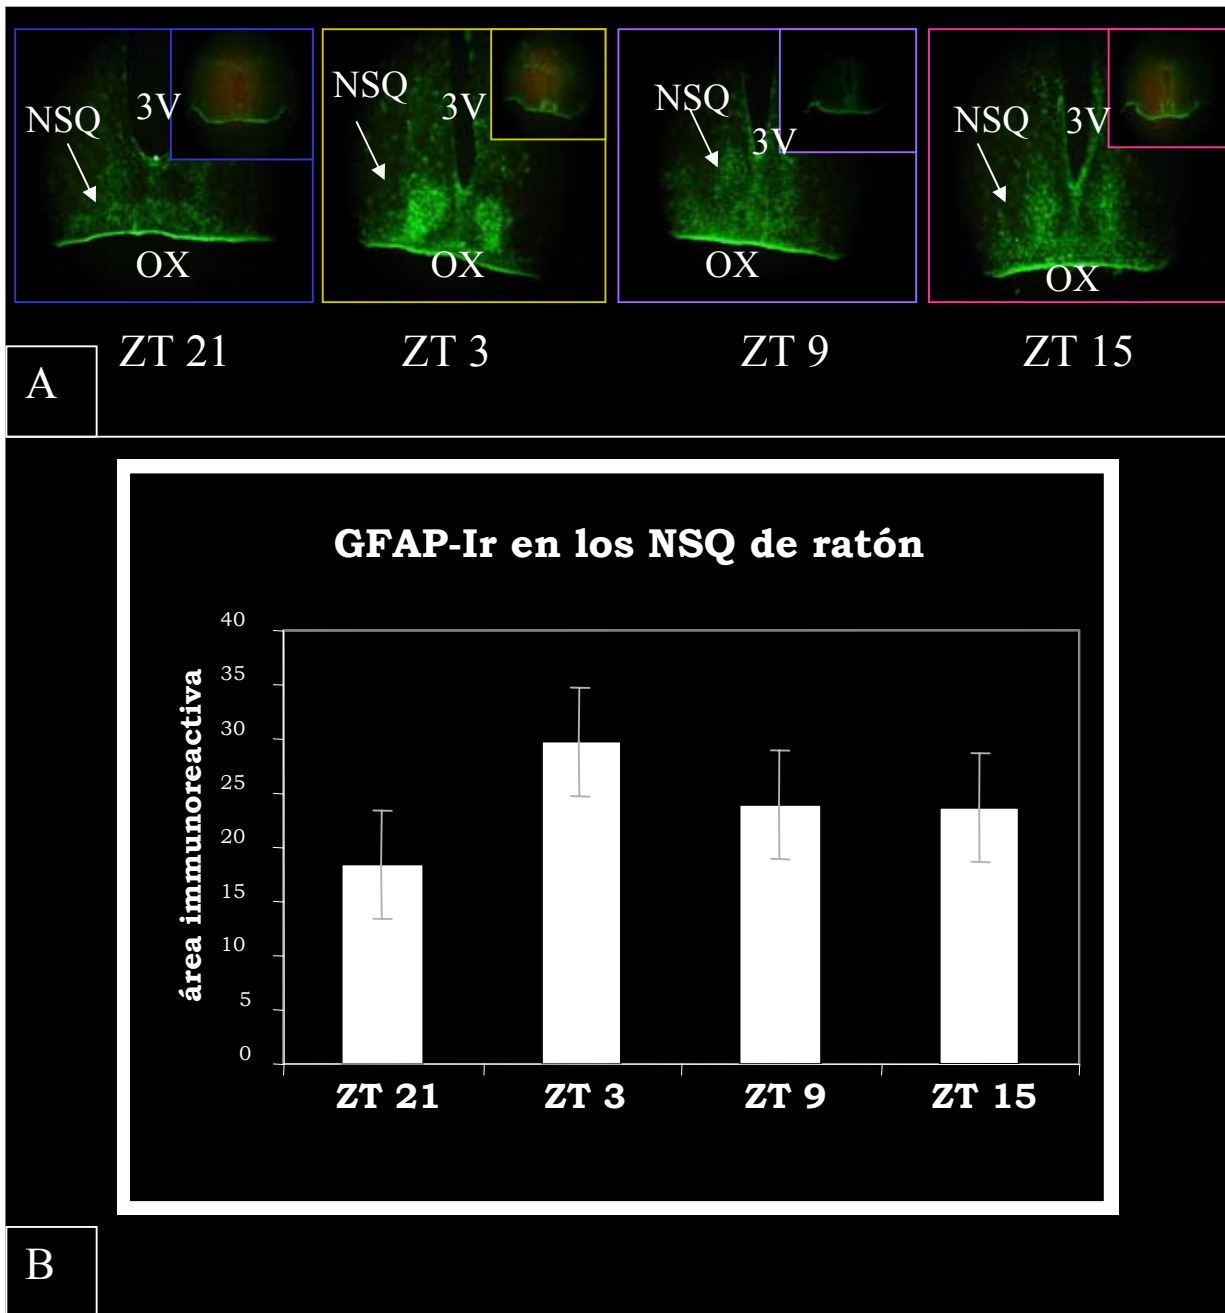 NSQ
3V
OX
NSQ
3V
OX
NSQ
3V
OX
NSQ
3V
OX
ZT 21
ZT 3
ZT 9
ZT 15
A
GFAP-Ir en los NSQ de ratón
área immunoreactiva
40
35
30
25
20
15
10
5
0
ZT 21
ZT 3
ZT 9
ZT 15
B